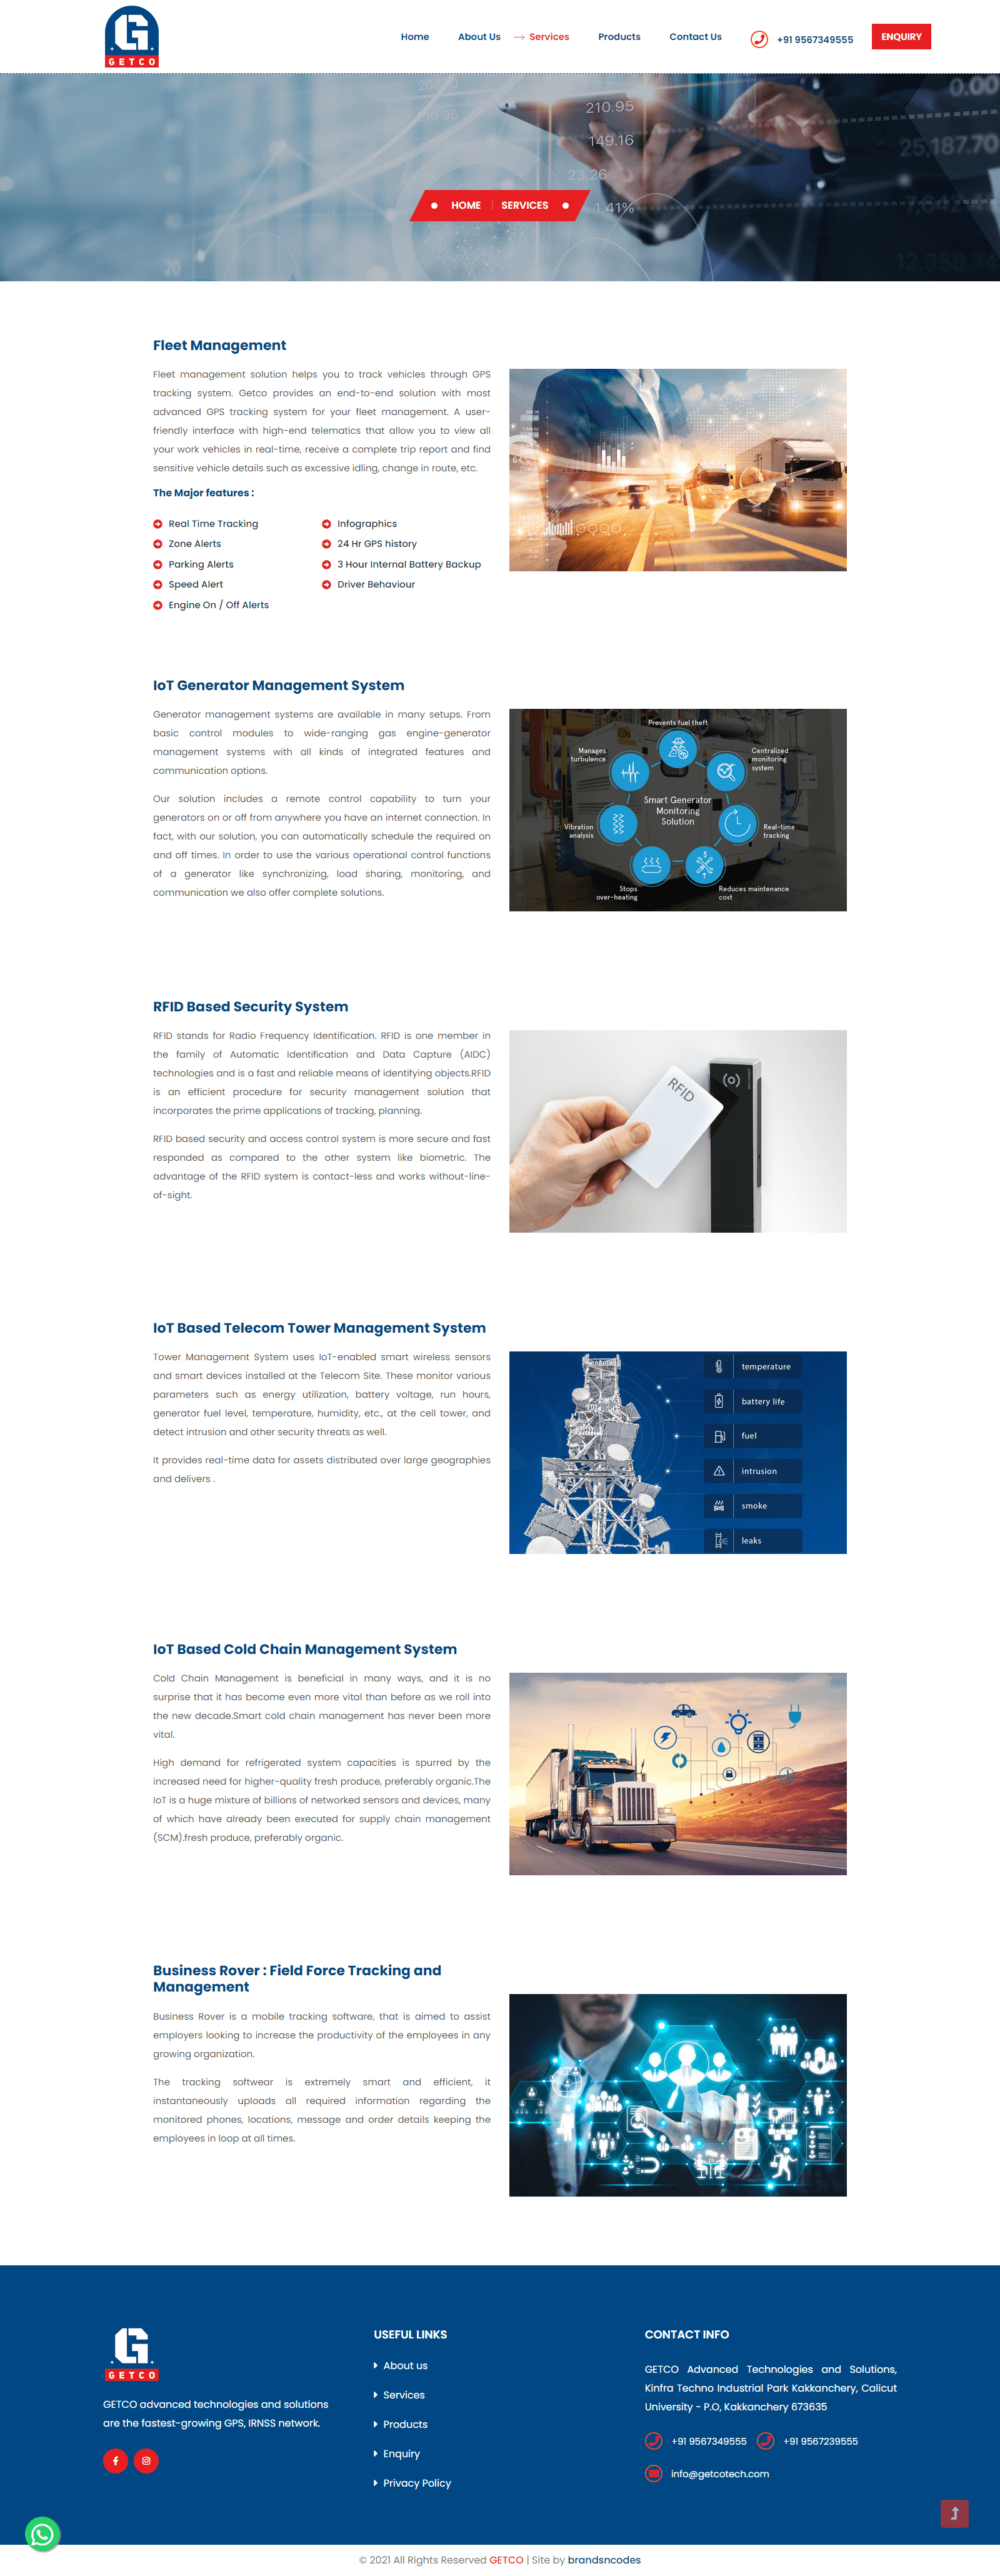 GETCO
Home
About Us
Services
Products
Contact Us
+91 9567349555
ENQUIRY
210.95
149.16
23.26
1.41%
0.00
25,187.70
12,358.78
20
HOME | SERVICES
Fleet Management
Fleet management solution helps you to track vehicles through GPS
tracking system. Getco provides an end-to-end solution with most
advanced GPS tracking system for your fleet management. A user-
friendly interface with high-end telematics that allow you to view all
your work vehicles in real-time, receive a complete trip report and find
sensitive vehicle details such as excessive idling, change in route, etc.
The Major features :
Real Time Tracking
Zone Alerts
Parking Alerts
Speed Alert
Engine On / Off Alerts
Infographics
24 Hr GPS history
3 Hour Internal Battery Backup
Driver Behaviour
IoT Generator Management System
Generator management systems are available in many setups. From
basic control modules to wide-ranging gas engine-generator
management systems with all kinds of integrated features and
communication options.
Our solution includes a remote control capability to turn your
generators on or off from anywhere you have an internet connection. In
fact, with our solution, you can automatically schedule the required on
and off times. In order to use the various operational control functions
of a generator like synchronizing, load sharing, monitoring, and
communication we also offer complete solutions.
Prevents fuel theft
Manages
turbulence
Centralized
monitoring
system
Smart Generator
Monitoring
Solution
Vibration
analysis
Real-time
tracking
Stops
over-heating
Reduces maintenance
cost
RFID Based Security System
RFID stands for Radio Frequency Identification. RFID is one member in
the family of Automatic Identification and Data Capture (AIDC)
technologies and is a fast and reliable means of identifying objects.RFID
is an efficient procedure for security management solution that
incorporates the prime applications of tracking, planning.
RFID based security and access control system is more secure and fast
responded as compared to the other system like biometric. The
advantage of the RFID system is contact-less and works without-line-
of-sight.
RFID
IoT Based Telecom Tower Management System
Tower Management System uses IoT-enabled smart wireless sensors
and smart devices installed at the Telecom Site. These monitor various
parameters such as energy utilization, battery voltage, run hours,
generator fuel level, temperature, humidity, etc., at the cell tower, and
detect intrusion and other security threats as well.
It provides real-time data for assets distributed over large geographies
and delivers .
temperature
battery life
fuel
intrusion
smoke
leaks
IoT Based Cold Chain Management System
Cold Chain Management is beneficial in many ways, and it is no
surprise that it has become even more vital than before as we roll into
the new decade.Smart cold chain management has never been more
vital.
High demand for refrigerated system capacities is spurred by the
increased need for higher-quality fresh produce, preferably organic.The
IoT is a huge mixture of billions of networked sensors and devices, many
of which have already been executed for supply chain management
(SCM).fresh produce, preferably organic.
Business Rover : Field Force Tracking and
Management
Business Rover is a mobile tracking software, that is aimed to assist
employers looking to increase the productivity of the employees in any
growing organization.
The tracking softwear is extremely smart and efficient, it
instantaneously uploads all required information regarding the
monitored phones, locations, message and order details keeping the
employees in loop at all times.
GETCO
GETCO advanced technologies and solutions
are the fastest-growing GPS, IRNSS network.
USEFUL LINKS
About us
Services
Products
Enquiry
Privacy Policy
CONTACT INFO
GETCO Advanced Technologies and Solutions,
Kinfra Techno Industrial Park Kakkanchery, Calicut
University - P.O, Kakkanchery 673635
+91 9567349555
+91 9567239555
info@getcotech.com
© 2021 All Rights Reserved GETCO | Site by brandsncodes